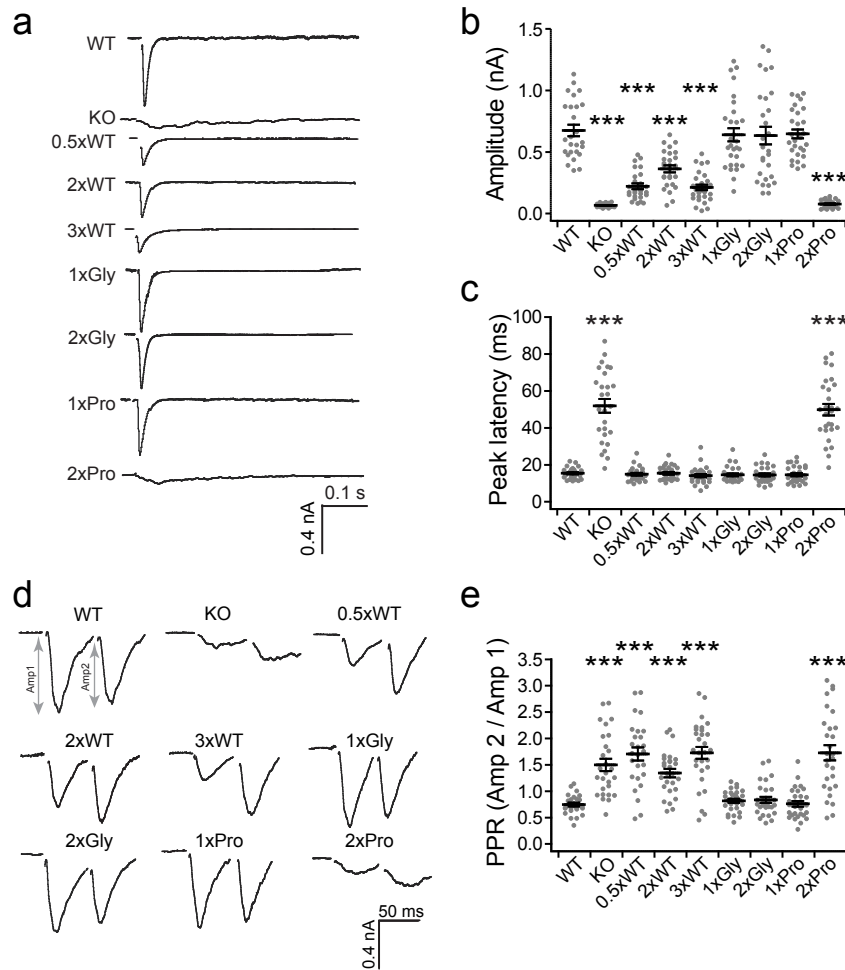 a
WT
KO
0.5xWT
2xWT
3xWT
1xGly
2xGly
1xPro
2xPro
0.1 s
0.4 nA
b
Amplitude (nA)
1.5
1.0
0.5
0.0
*** *** *** *** ***
WT KO 0.5xWT 2xWT 3xWT 1xGly 2xGly 1xPro 2xPro
c
Peak latency (ms)
100
80
60
40
20
0
*** ***
WT KO 0.5xWT 2xWT 3xWT 1xGly 2xGly 1xPro 2xPro
d
WT KO 0.5xWT
Amp1 Amp2
2xWT 3xWT 1xGly
2xGly 1xPro 2xPro
50 ms
0.4 nA
e
PPR (Amp 2 / Amp 1)
3.5
3.0
2.5
2.0
1.5
1.0
0.5
0.0
*** *** *** *** ***
WT KO 0.5xWT 2xWT 3xWT 1xGly 2xGly 1xPro 2xPro